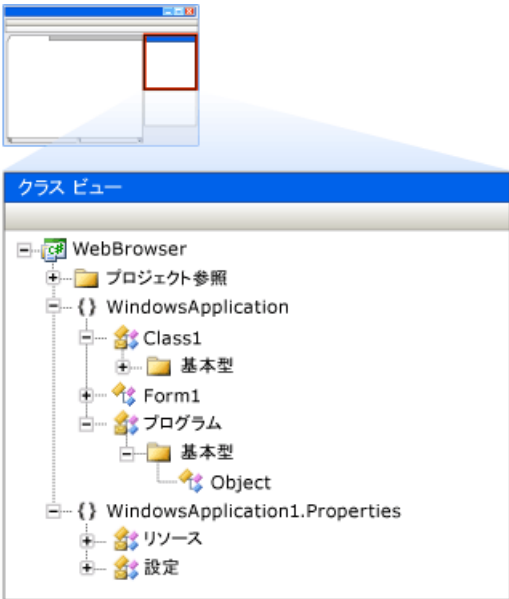 クラス ビュー
C# WebBrowser
プロジェクト参照
{} WindowsApplication
Class1
基本型
Form1
プログラム
基本型
Object
{} WindowsApplication1.Properties
リソース
設定